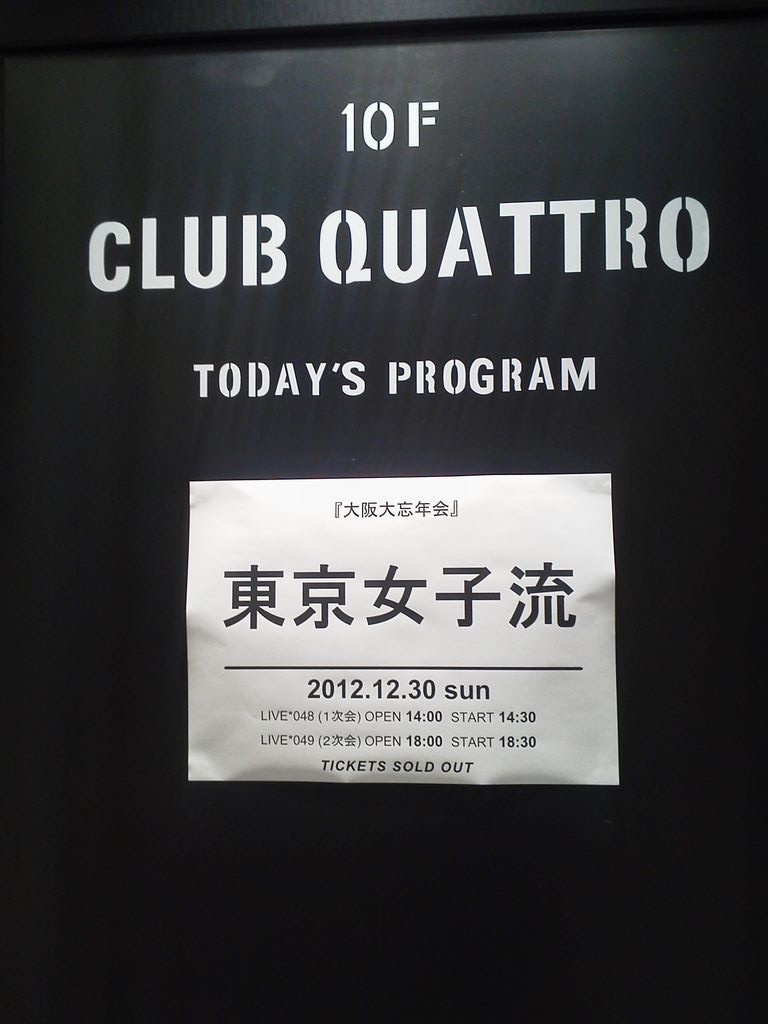 10F
CLUB QUATTRO
TODAY'S PROGRAM
『大阪大忘年会』
東京女子流
2012.12.30 sun
LIVE*048 (1次会) OPEN 14:00 START 14:30
LIVE*049 (2次会) OPEN 18:00 START 18:30
TICKETS SOLD OUT